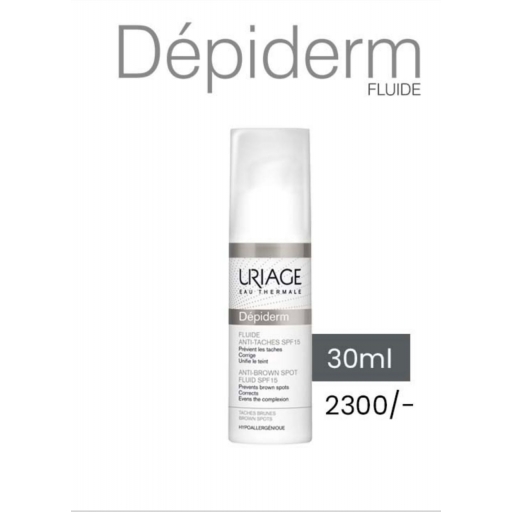 Dépiderm
FLUIDE
URIAGE
EAU THERMALE
Dépiderm
FLUIDE
ANTI-TACHES SPF15
Prévient les taches
Corrige
Unifie le teint
ANTI-BROWN SPOT
FLUID SPF15
Prevents brown spots
Corrects
Evens the complexion
TACHES BRUNES
BROWN SPOTS
HYPOALLERGÉNIQUE
30ml
2300/-